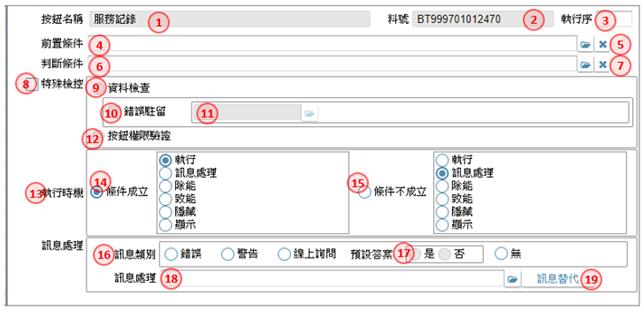 按鈕名稱 服務記錄 1 料號 BT999701012470 2 執行序 3
前置條件 4 5
判斷條件 6 7
8 特殊檢控 9 資料檢查
10 錯誤駐留 11
12 按鈕權限驗證
13 執行時機 14 條件成立 執行 訊息處理 除能 致能 隱藏 顯示
15 條件不成立 執行 訊息處理 除能 致能 隱藏 顯示
訊息處理 16 訊息類別 錯誤 警告 線上詢問 預設答案 17 是 否 無
訊息處理 18 訊息替代 19